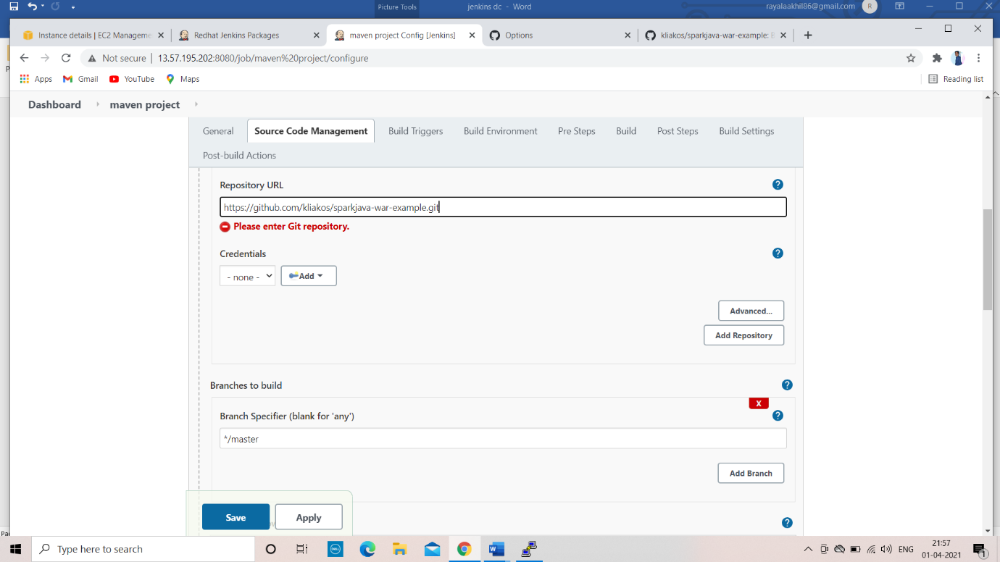 Picture Tools
jenkins dc - Word
rayalaakhil86@gmail.com
R
Instance details | EC2 Manageme
Redhat Jenkins Packages
maven project Config [Jenkins]
Options
kliakos/sparkjava-war-example: B
Not secure | 13.57.195.202:8080/job/maven%20project/configure
Apps
Gmail
YouTube
Maps
Reading list
Dashboard
maven project
General
Source Code Management
Build Triggers
Build Environment
Pre Steps
Build
Post Steps
Build Settings
Post-build Actions
Repository URL
https://github.com/kliakos/sparkjava-war-example.git
Please enter Git repository.
Credentials
- none -
Add
Advanced...
Add Repository
Branches to build
X
Branch Specifier (blank for 'any')
*/master
Add Branch
Save
Apply
Pa
Type here to search
DELL
ENG
21:57
01-04-2021
1